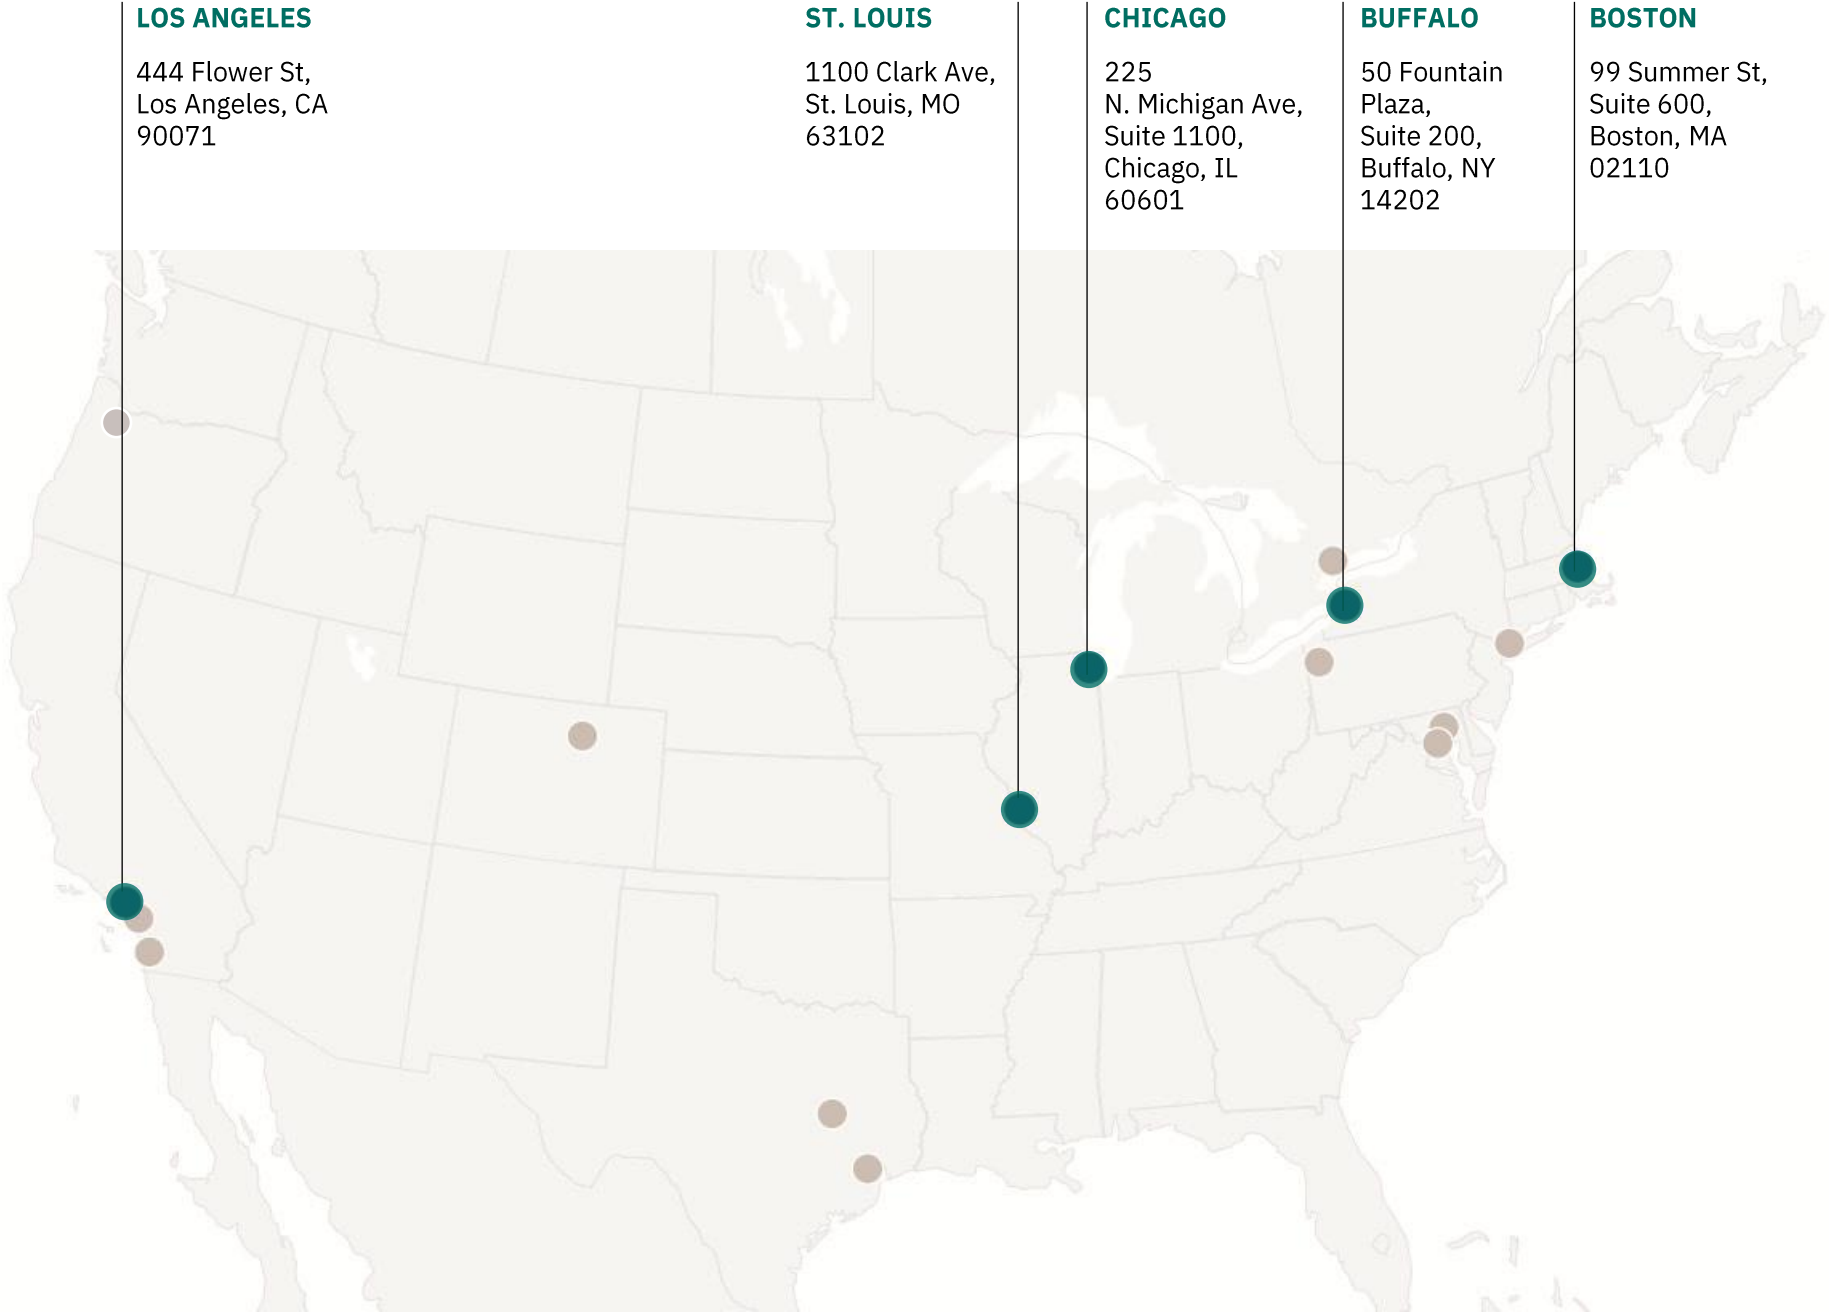 LOS ANGELES
444 Flower St,
Los Angeles, CA
90071
ST. LOUIS
1100 Clark Ave,
St. Louis, MO
63102
CHICAGO
225
N. Michigan Ave,
Suite 1100,
Chicago, IL
60601
BUFFALO
50 Fountain
Plaza,
Suite 200,
Buffalo, NY
14202
BOSTON
99 Summer St,
Suite 600,
Boston, MA
02110